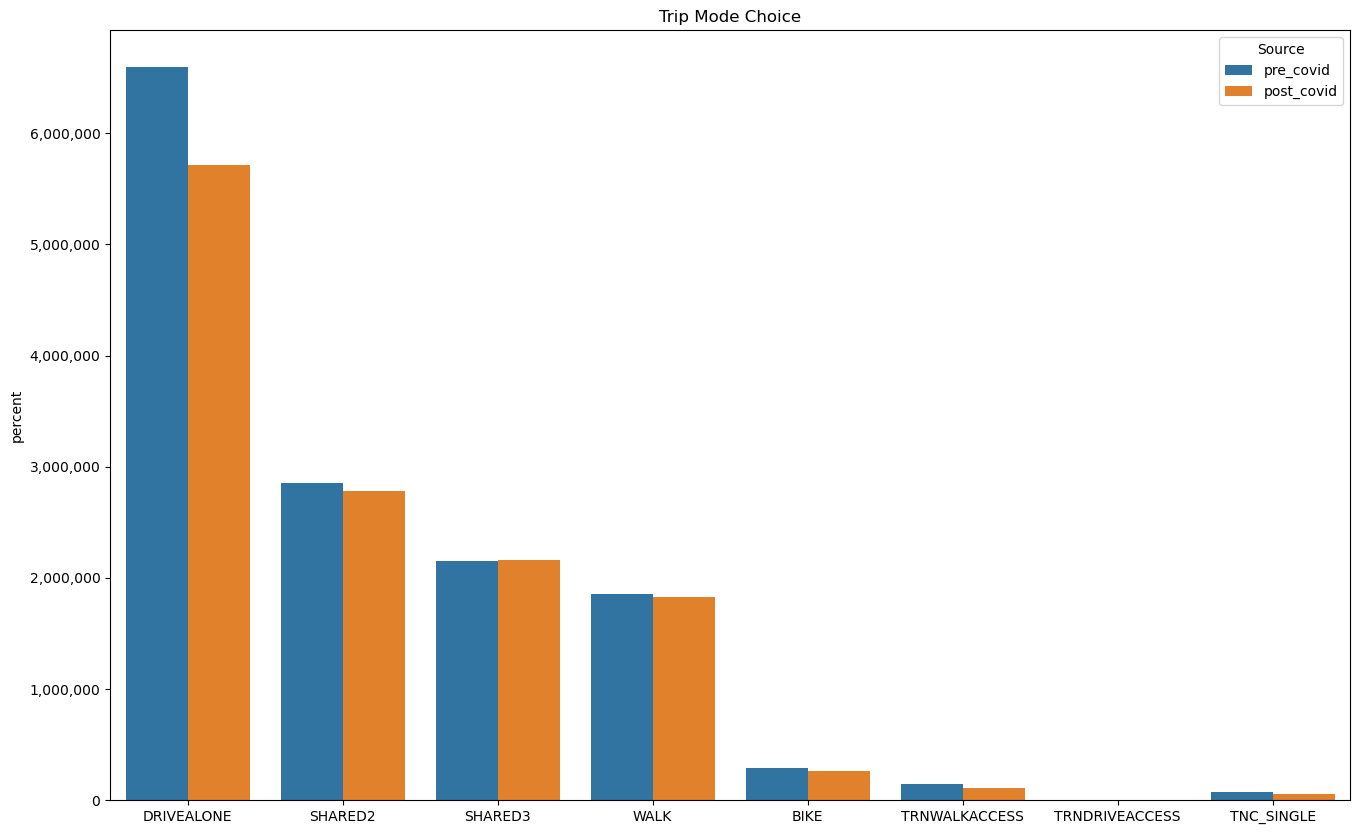 Trip Mode Choice
Source
pre_covid
post_covid
6,000,000
5,000,000
4,000,000
3,000,000
2,000,000
1,000,000
0
percent
DRIVEALONE SHARED2 SHARED3 WALK BIKE TRNWALKACCESS TRNDRIVEACCESS TNC_SINGLE